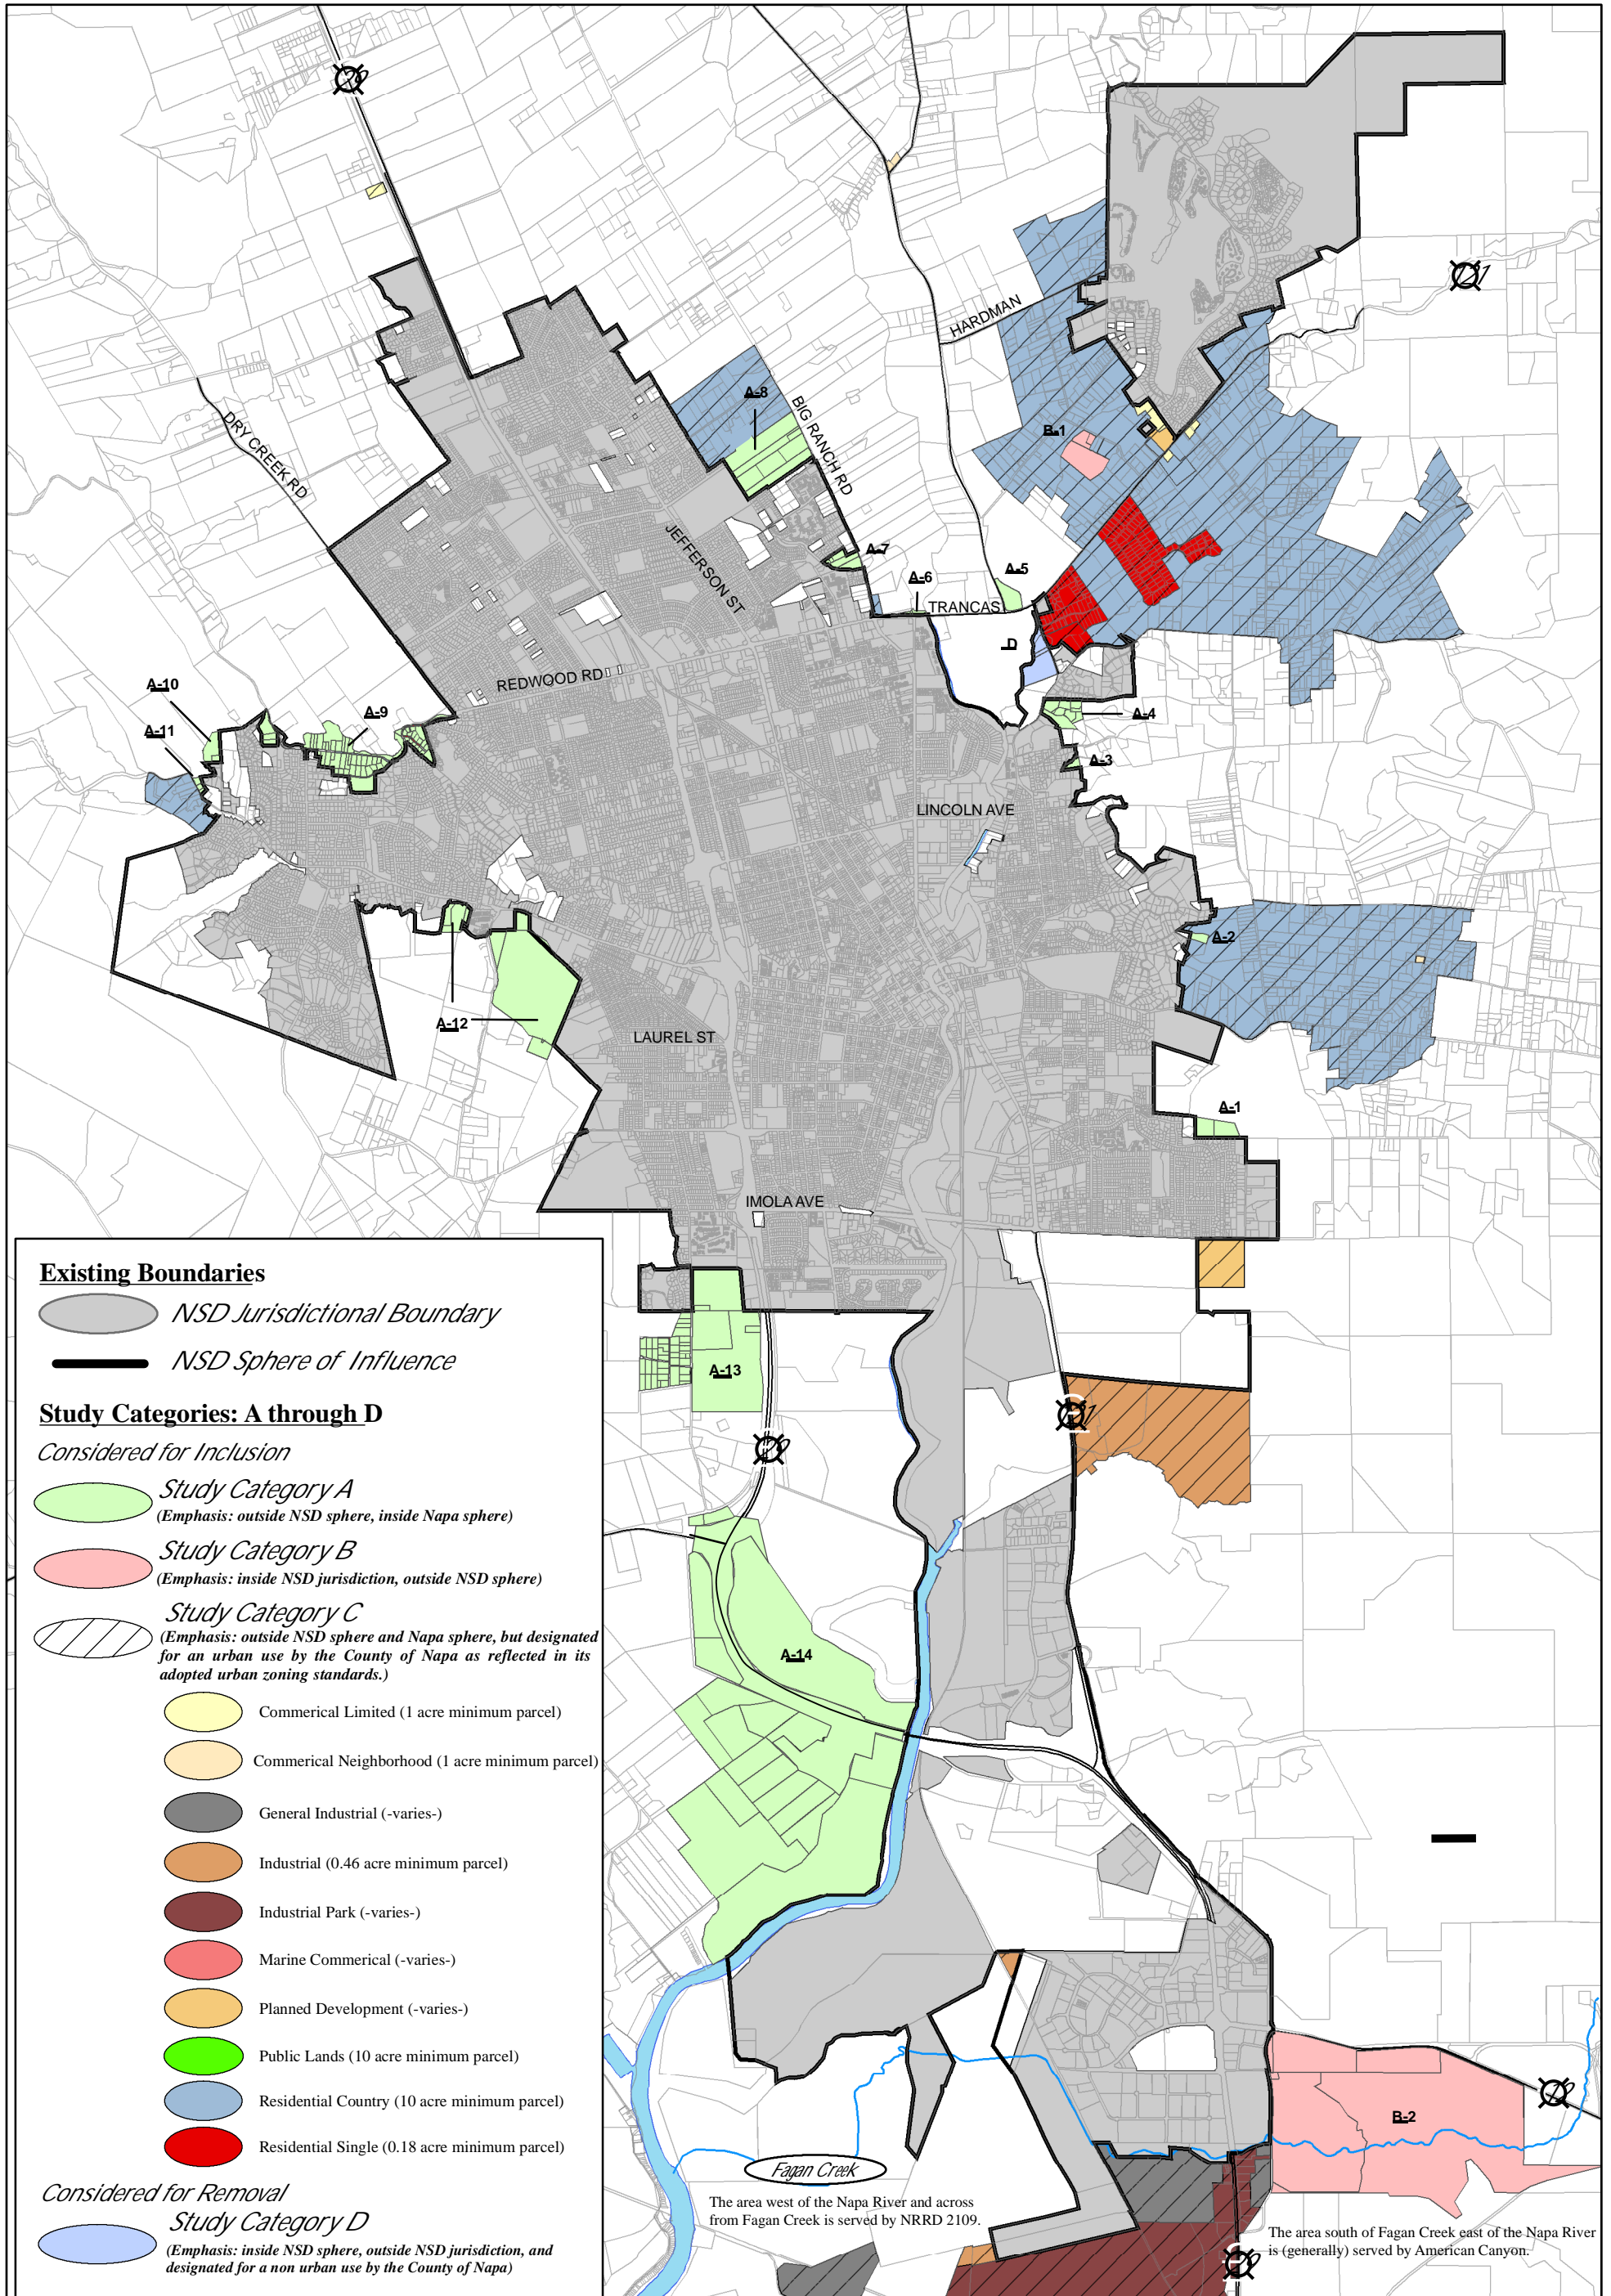 29
121
HARDMAN
A-8
BIG RANCH RD
B-1
DRY CREEK RD
JEFFERSON ST
A-7
A-6
A-5
TRANCAS
D
REDWOOD RD
A-10
A-9
A-11
A-4
A-3
LINCOLN AVE
A-2
A-12
LAUREL ST
A-1
IMOLA AVE
A-13
29
A-14
B-2
12
Existing Boundaries
NSD Jurisdictional Boundary
NSD Sphere of Influence
Study Categories: A through D
Considered for Inclusion
Study Category A
(Emphasis: outside NSD sphere, inside Napa sphere)
Study Category B
(Emphasis: inside NSD jurisdiction, outside NSD sphere)
Study Category C
(Emphasis: outside NSD sphere and Napa sphere, but designated
for an urban use by the County of Napa as reflected in its
adopted urban zoning standards.)
Commerical Limited (1 acre minimum parcel)
Commerical Neighborhood (1 acre minimum parcel)
General Industrial (-varies-)
Industrial (0.46 acre minimum parcel)
Industrial Park (-varies-)
Marine Commerical (-varies-)
Planned Development (-varies-)
Public Lands (10 acre minimum parcel)
Residential Country (10 acre minimum parcel)
Residential Single (0.18 acre minimum parcel)
Considered for Removal
Study Category D
(Emphasis: inside NSD sphere, outside NSD jurisdiction, and
designated for a non urban use by the County of Napa)
Fagan Creek
The area west of the Napa River and across
from Fagan Creek is served by NRRD 2109.
The area south of Fagan Creek east of the Napa River
is (generally) served by American Canyon.